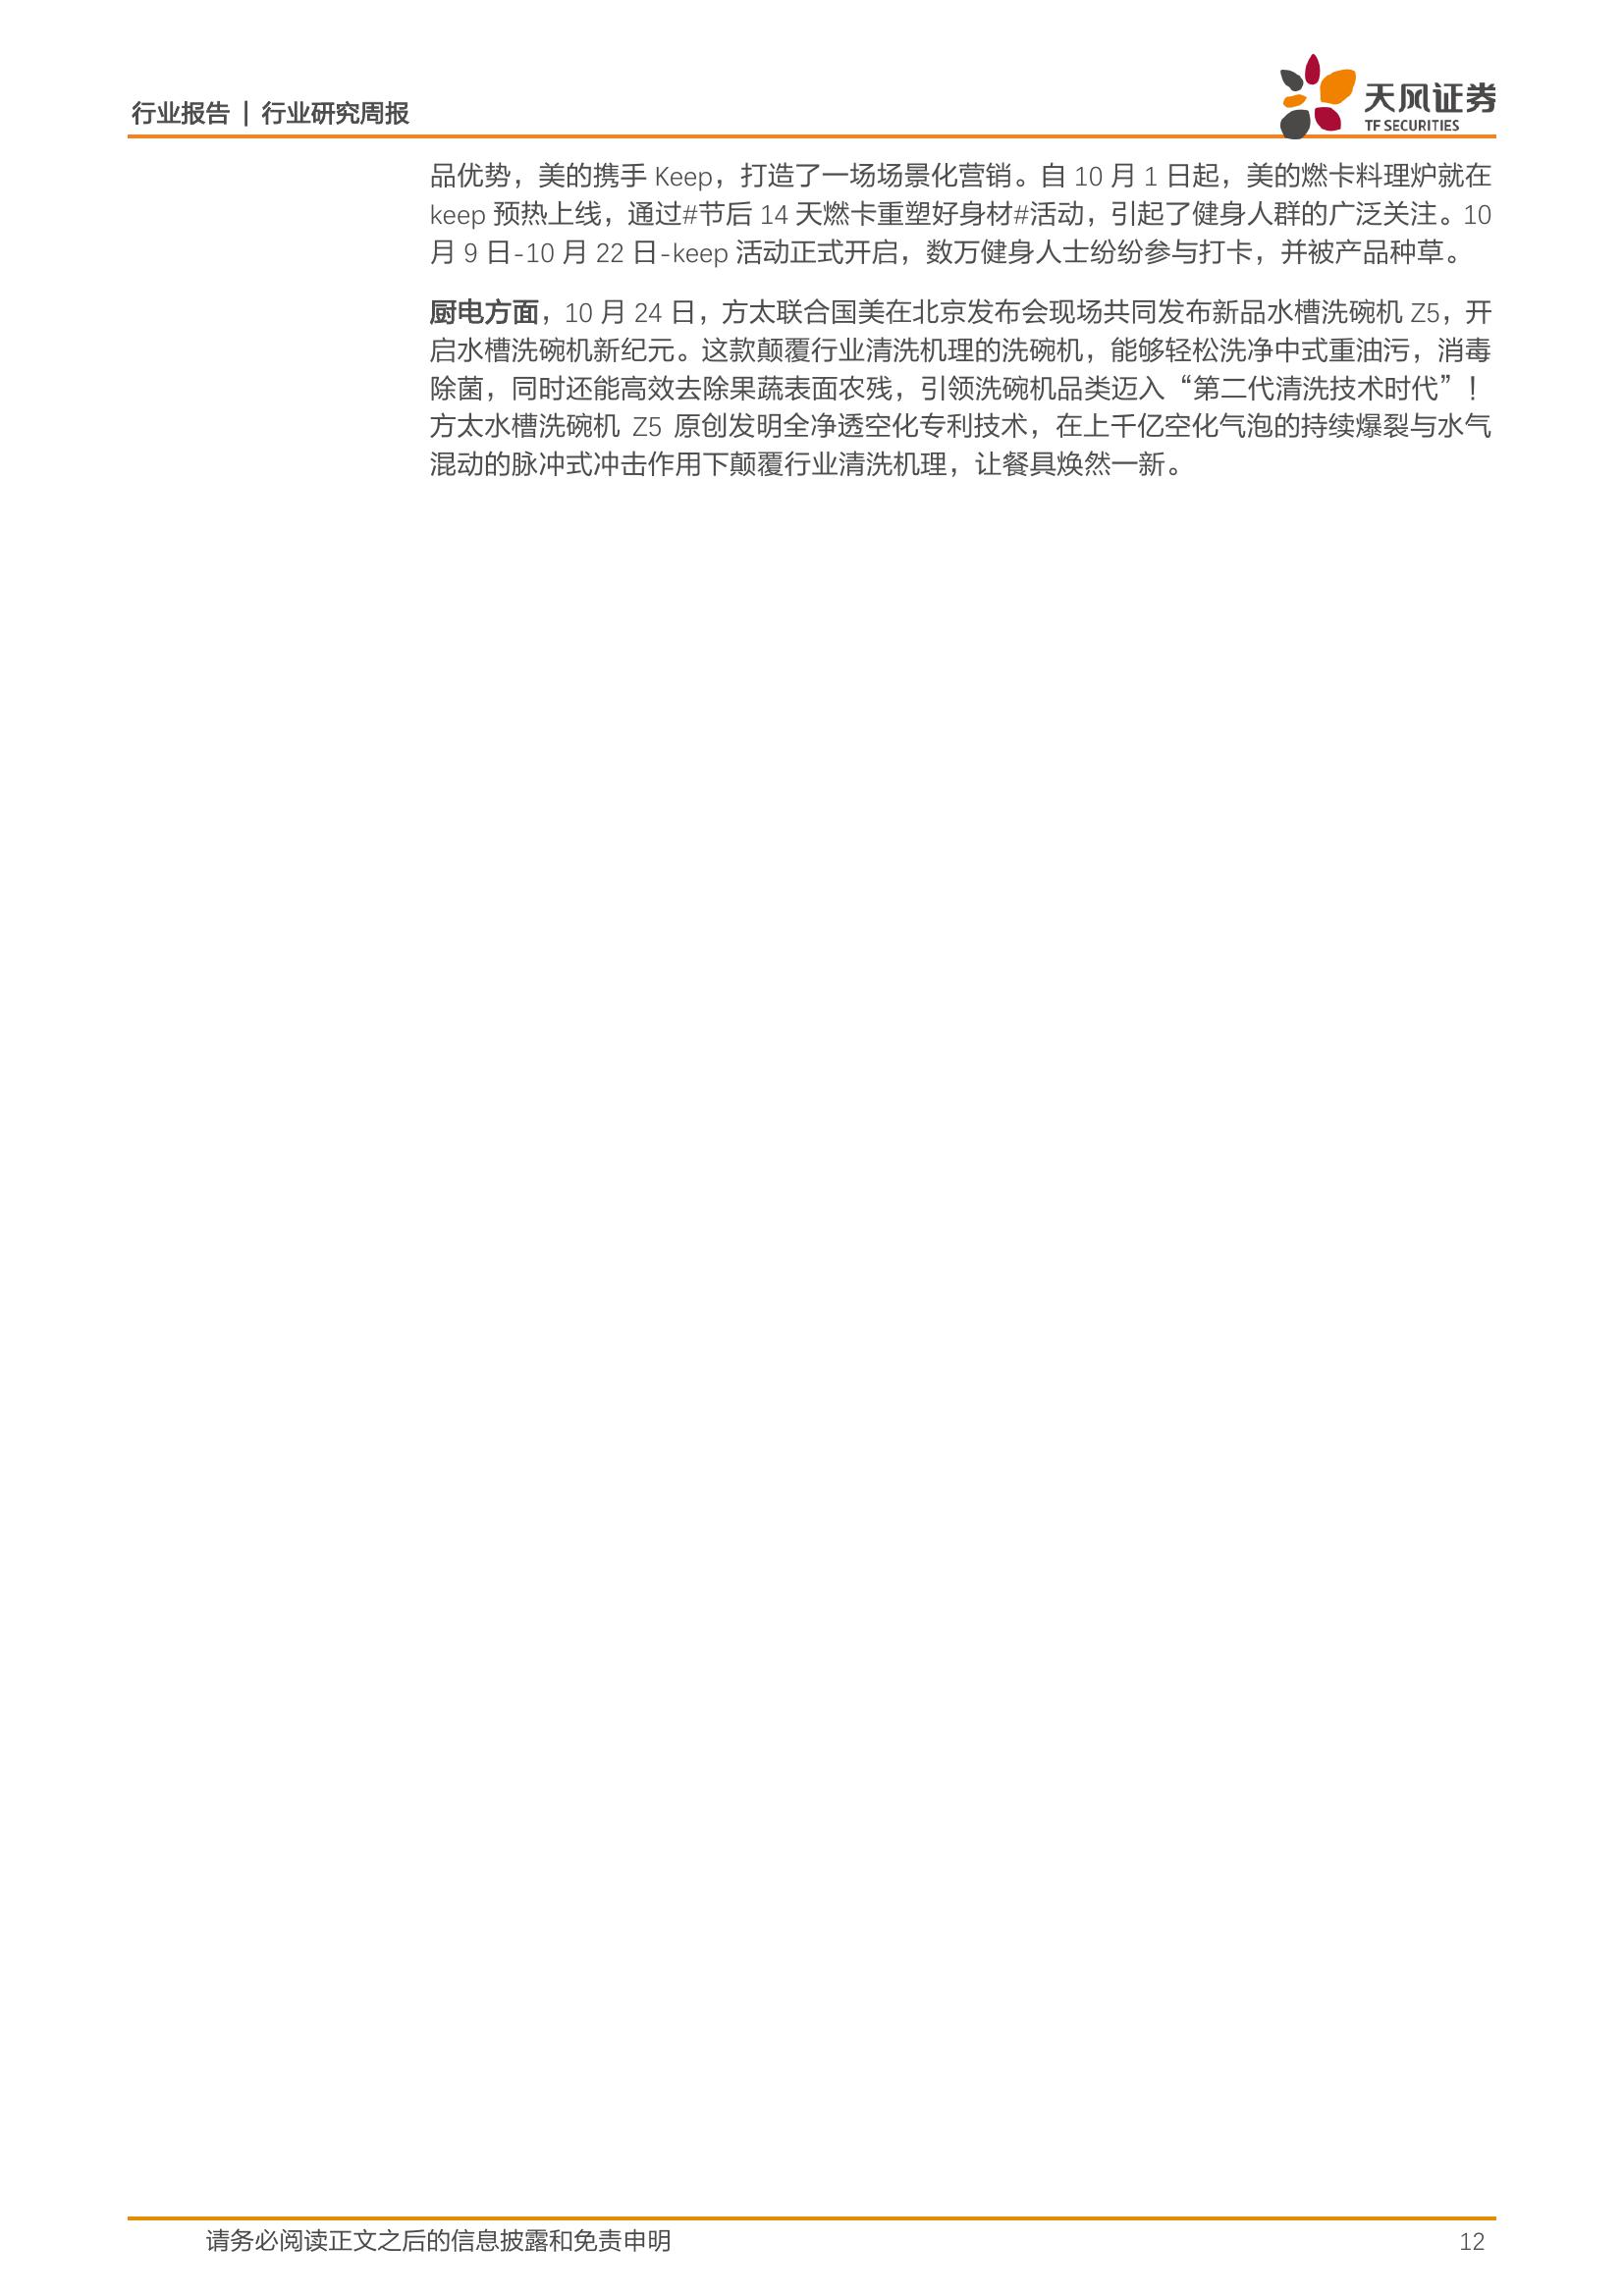 行业报告 | 行业研究周报
天风证券
TF SECURITIES
品优势，美的携手 Keep，打造了一场场景化营销。自 10 月 1 日起，美的燃卡料理炉就在
keep 预热上线，通过#节后 14 天燃卡重塑好身材#活动，引起了健身人群的广泛关注。10
月 9 日-10 月 22 日-keep 活动正式开启，数万健身人士纷纷参与打卡，并被产品种草。
厨电方面，10 月 24 日，方太联合国美在北京发布会现场共同发布新品水槽洗碗机 Z5，开
启水槽洗碗机新纪元。这款颠覆行业清洗机理的洗碗机，能够轻松洗净中式重油污，消毒
除菌，同时还能高效去除果蔬表面农残，引领洗碗机品类迈入“第二代清洗技术时代”！
方太水槽洗碗机 Z5 原创发明全净透空化专利技术，在上千亿空化气泡的持续爆裂与水气
混动的脉冲式冲击作用下颠覆行业清洗机理，让餐具焕然一新。
请务必阅读正文之后的信息披露和免责申明
12